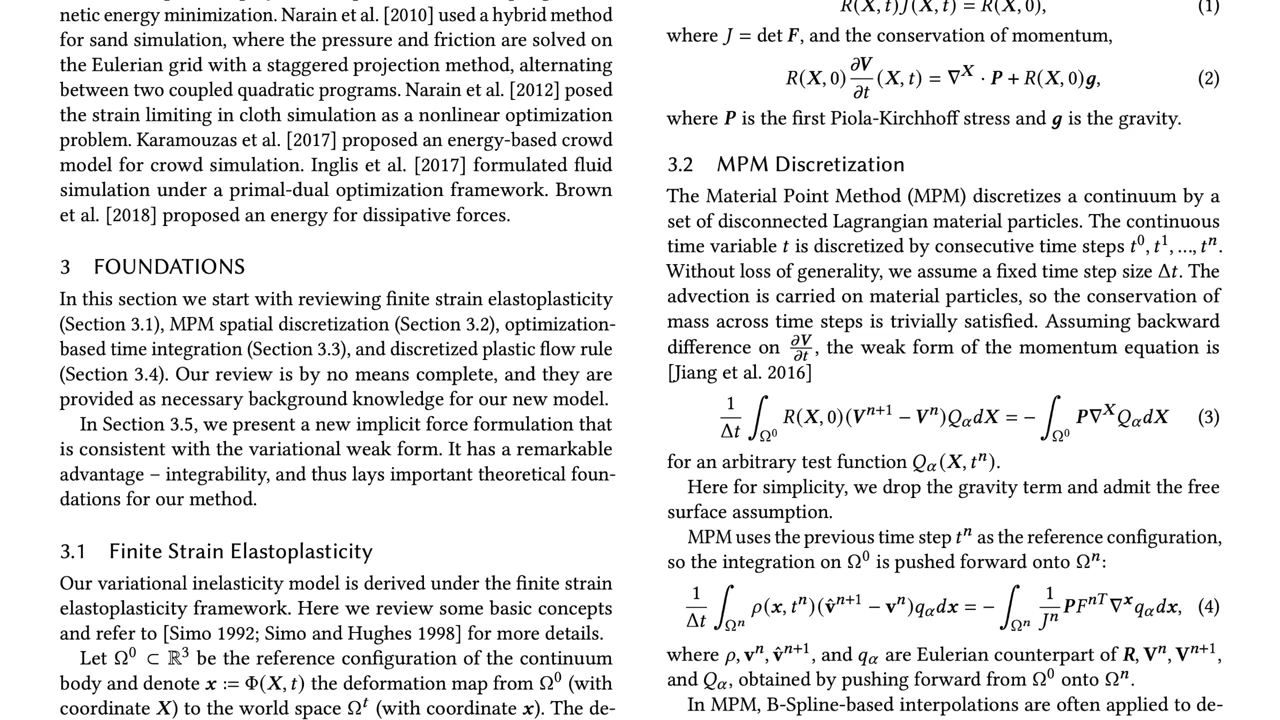 netic energy minimization. Narain et al. [2010] used a hybrid method
for sand simulation, where the pressure and friction are solved on
the Eulerian grid with a staggered projection method, alternating
between two coupled quadratic programs. Narain et al. [2012] posed
the strain limiting in cloth simulation as a nonlinear optimization
problem. Karamouzas et al. [2017] proposed an energy-based crowd
model for crowd simulation. Inglis et al. [2017] formulated fluid
simulation under a primal-dual optimization framework. Brown
et al. [2018] proposed an energy for dissipative forces.
3 FOUNDATIONS
In this section we start with reviewing finite strain elastoplasticity
(Section 3.1), MPM spatial discretization (Section 3.2), optimization-
based time integration (Section 3.3), and discretized plastic flow rule
(Section 3.4). Our review is by no means complete, and they are
provided as necessary background knowledge for our new model.
In Section 3.5, we present a new implicit force formulation that
is consistent with the variational weak form. It has a remarkable
advantage – integrability, and thus lays important theoretical foun-
dations for our method.
3.1 Finite Strain Elastoplasticity
Our variational inelasticity model is derived under the finite strain
elastoplasticity framework. Here we review some basic concepts
and refer to [Simo 1992; Simo and Hughes 1998] for more details.
Let Ω⁰ ⊂ ℝ³ be the reference configuration of the continuum
body and denote x := Φ(X, t) the deformation map from Ω⁰ (with
coordinate X) to the world space Ωᵗ (with coordinate x). The de-
R(X, t)J(X, t) = R(X, 0), (1)
where J = det F, and the conservation of momentum,
R(X, 0) ∂V/∂t (X, t) = ∇^X · P + R(X, 0)g, (2)
where P is the first Piola-Kirchhoff stress and g is the gravity.
3.2 MPM Discretization
The Material Point Method (MPM) discretizes a continuum by a
set of disconnected Lagrangian material particles. The continuous
time variable t is discretized by consecutive time steps t⁰, t¹, ..., tⁿ.
Without loss of generality, we assume a fixed time step size Δt. The
advection is carried on material particles, so the conservation of
mass across time steps is trivially satisfied. Assuming backward
difference on ∂V/∂t, the weak form of the momentum equation is
[Jiang et al. 2016]
1/Δt ∫_Ω⁰ R(X, 0)(Vⁿ⁺¹ − Vⁿ)Q_α dX = − ∫_Ω⁰ P∇^X Q_α dX (3)
for an arbitrary test function Q_α(X, tⁿ).
Here for simplicity, we drop the gravity term and admit the free
surface assumption.
MPM uses the previous time step tⁿ as the reference configuration,
so the integration on Ω⁰ is pushed forward onto Ωⁿ:
1/Δt ∫_Ωⁿ ρ(x, tⁿ)(v̂ⁿ⁺¹ − vⁿ)q_α dx = − ∫_Ωⁿ 1/Jⁿ PFⁿᵀ∇^x q_α dx, (4)
where ρ, vⁿ, v̂ⁿ⁺¹, and q_α are Eulerian counterpart of R, Vⁿ, Vⁿ⁺¹,
and Q_α, obtained by pushing forward from Ω⁰ onto Ωⁿ.
In MPM, B-Spline-based interpolations are often applied to de-